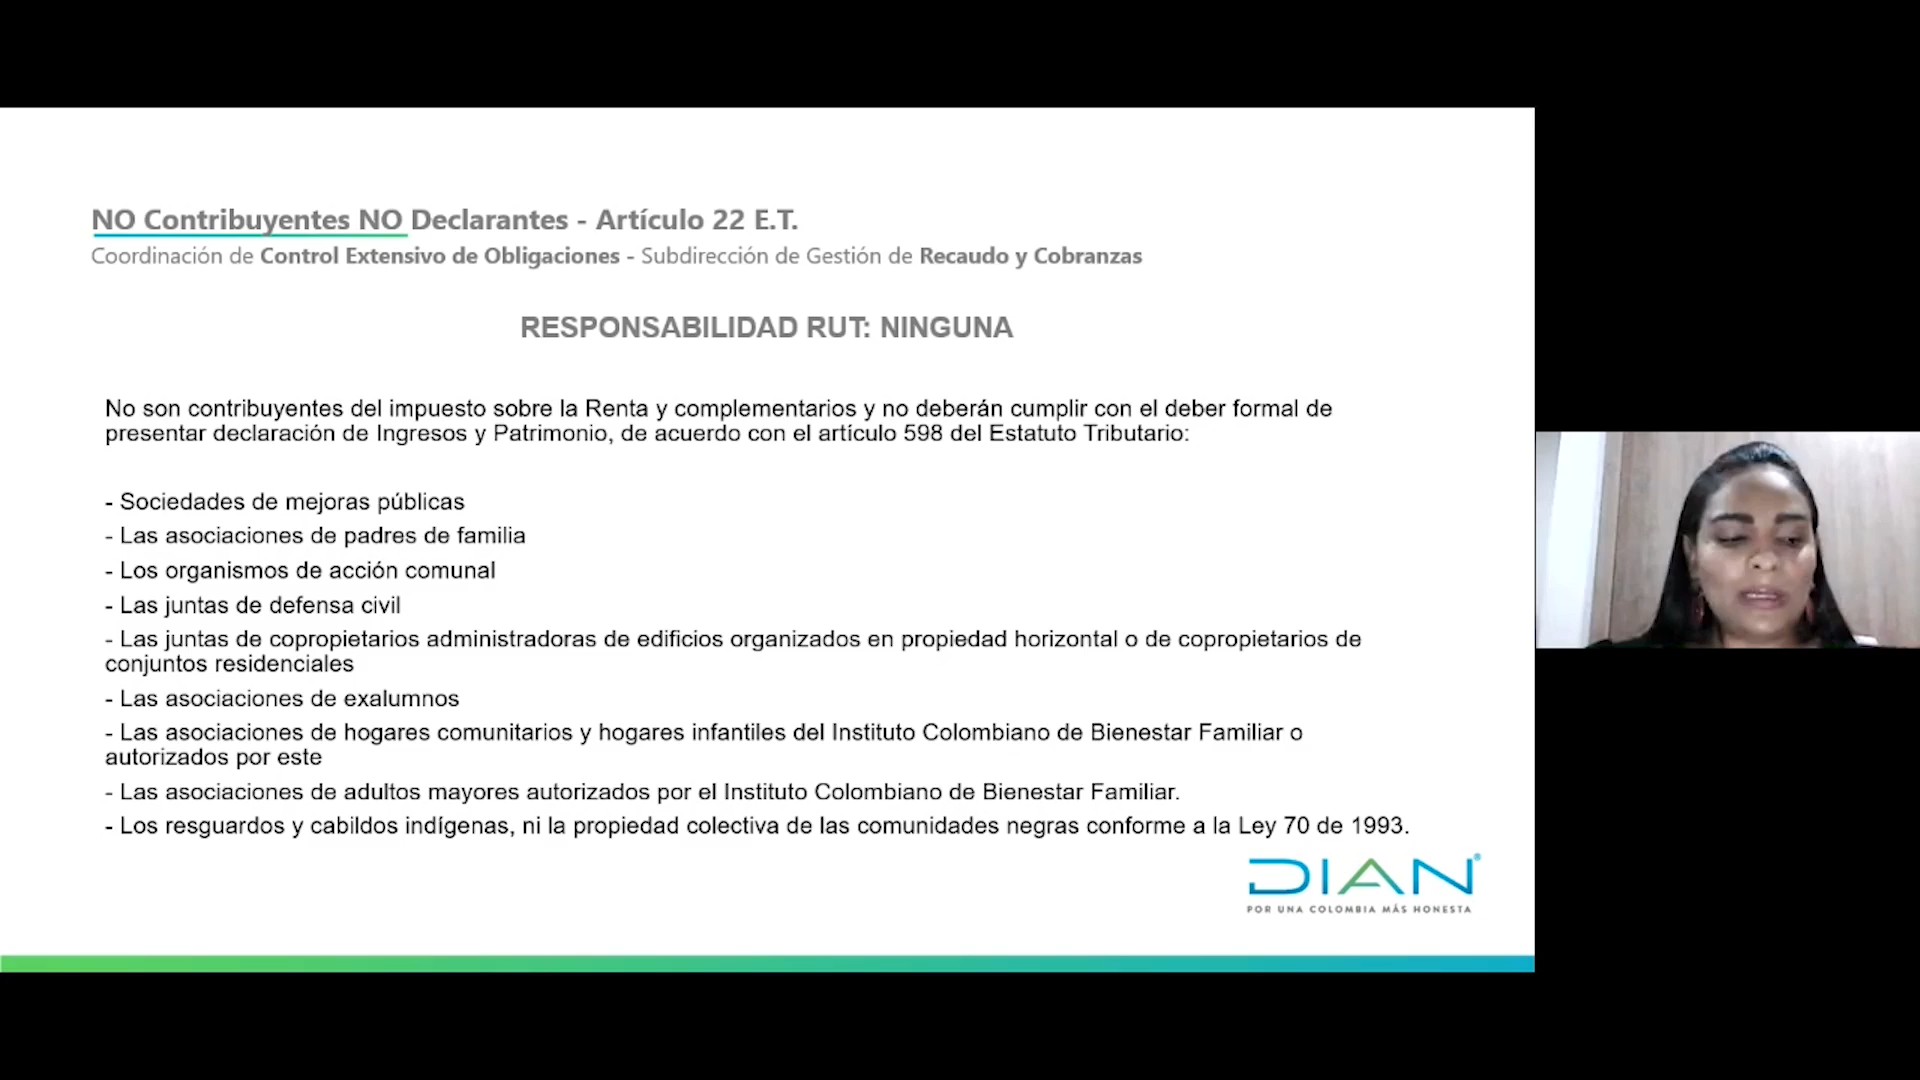 NO Contribuyentes NO Declarantes - Artículo 22 E.T.
Coordinación de Control Extensivo de Obligaciones - Subdirección de Gestión de Recaudo y Cobranzas
RESPONSABILIDAD RUT: NINGUNA
No son contribuyentes del impuesto sobre la Renta y complementarios y no deberán cumplir con el deber formal de
presentar declaración de Ingresos y Patrimonio, de acuerdo con el artículo 598 del Estatuto Tributario:
- Sociedades de mejoras públicas
- Las asociaciones de padres de familia
- Los organismos de acción comunal
- Las juntas de defensa civil
- Las juntas de copropietarios administradoras de edificios organizados en propiedad horizontal o de copropietarios de
conjuntos residenciales
- Las asociaciones de exalumnos
- Las asociaciones de hogares comunitarios y hogares infantiles del Instituto Colombiano de Bienestar Familiar o
autorizados por este
- Las asociaciones de adultos mayores autorizados por el Instituto Colombiano de Bienestar Familiar.
- Los resguardos y cabildos indígenas, ni la propiedad colectiva de las comunidades negras conforme a la Ley 70 de 1993.
DIAN®
POR UNA COLOMBIA MÁS HONESTA